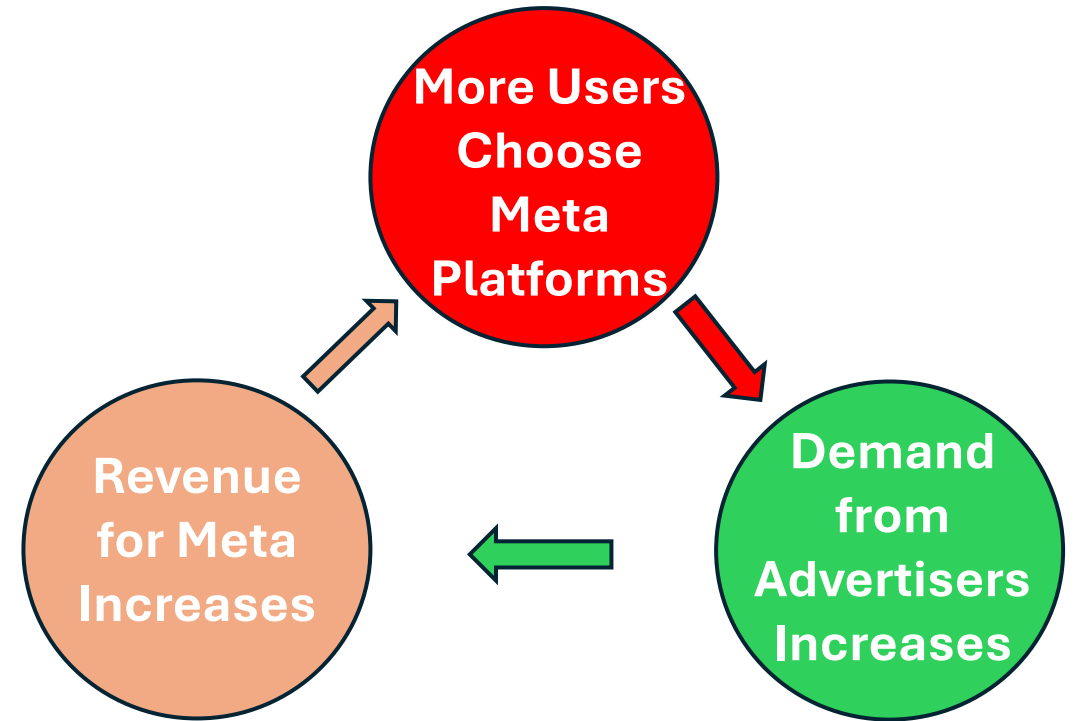 More Users
Choose
Meta
Platforms
Demand
from
Advertisers
Increases
Revenue
for Meta
Increases